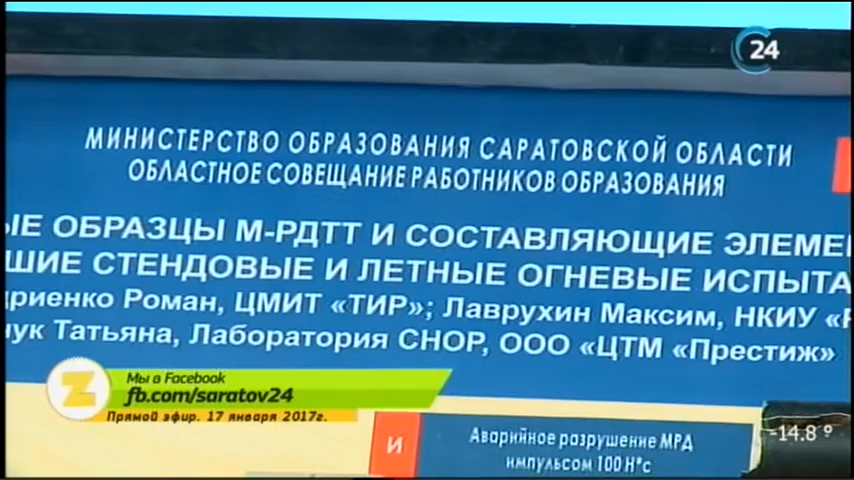 24
МИНИСТЕРСТВО ОБРАЗОВАНИЯ САРАТОВСКОЙ ОБЛАСТИ
ОБЛАСТНОЕ СОВЕЩАНИЕ РАБОТНИКОВ ОБРАЗОВАНИЯ
ЫЕ ОБРАЗЦЫ М-РДТТ И СОСТАВЛЯЮЩИЕ ЭЛЕМЕ
ШИЕ СТЕНДОВЫЕ И ЛЕТНЫЕ ОГНЕВЫЕ ИСПЫТА
дриенко Роман, ЦМИТ «ТИР»; Лаврухин Максим, НКИУ «
чук Татьяна, Лаборатория СНОР, ООО «ЦТМ «Престиж»
Мы в Facebook
fb.com/saratov24
Прямой эфир. 17 января 2017г.
И
Аварийное разрушение МРД
импульсом 100 Н*с
-14.8 º